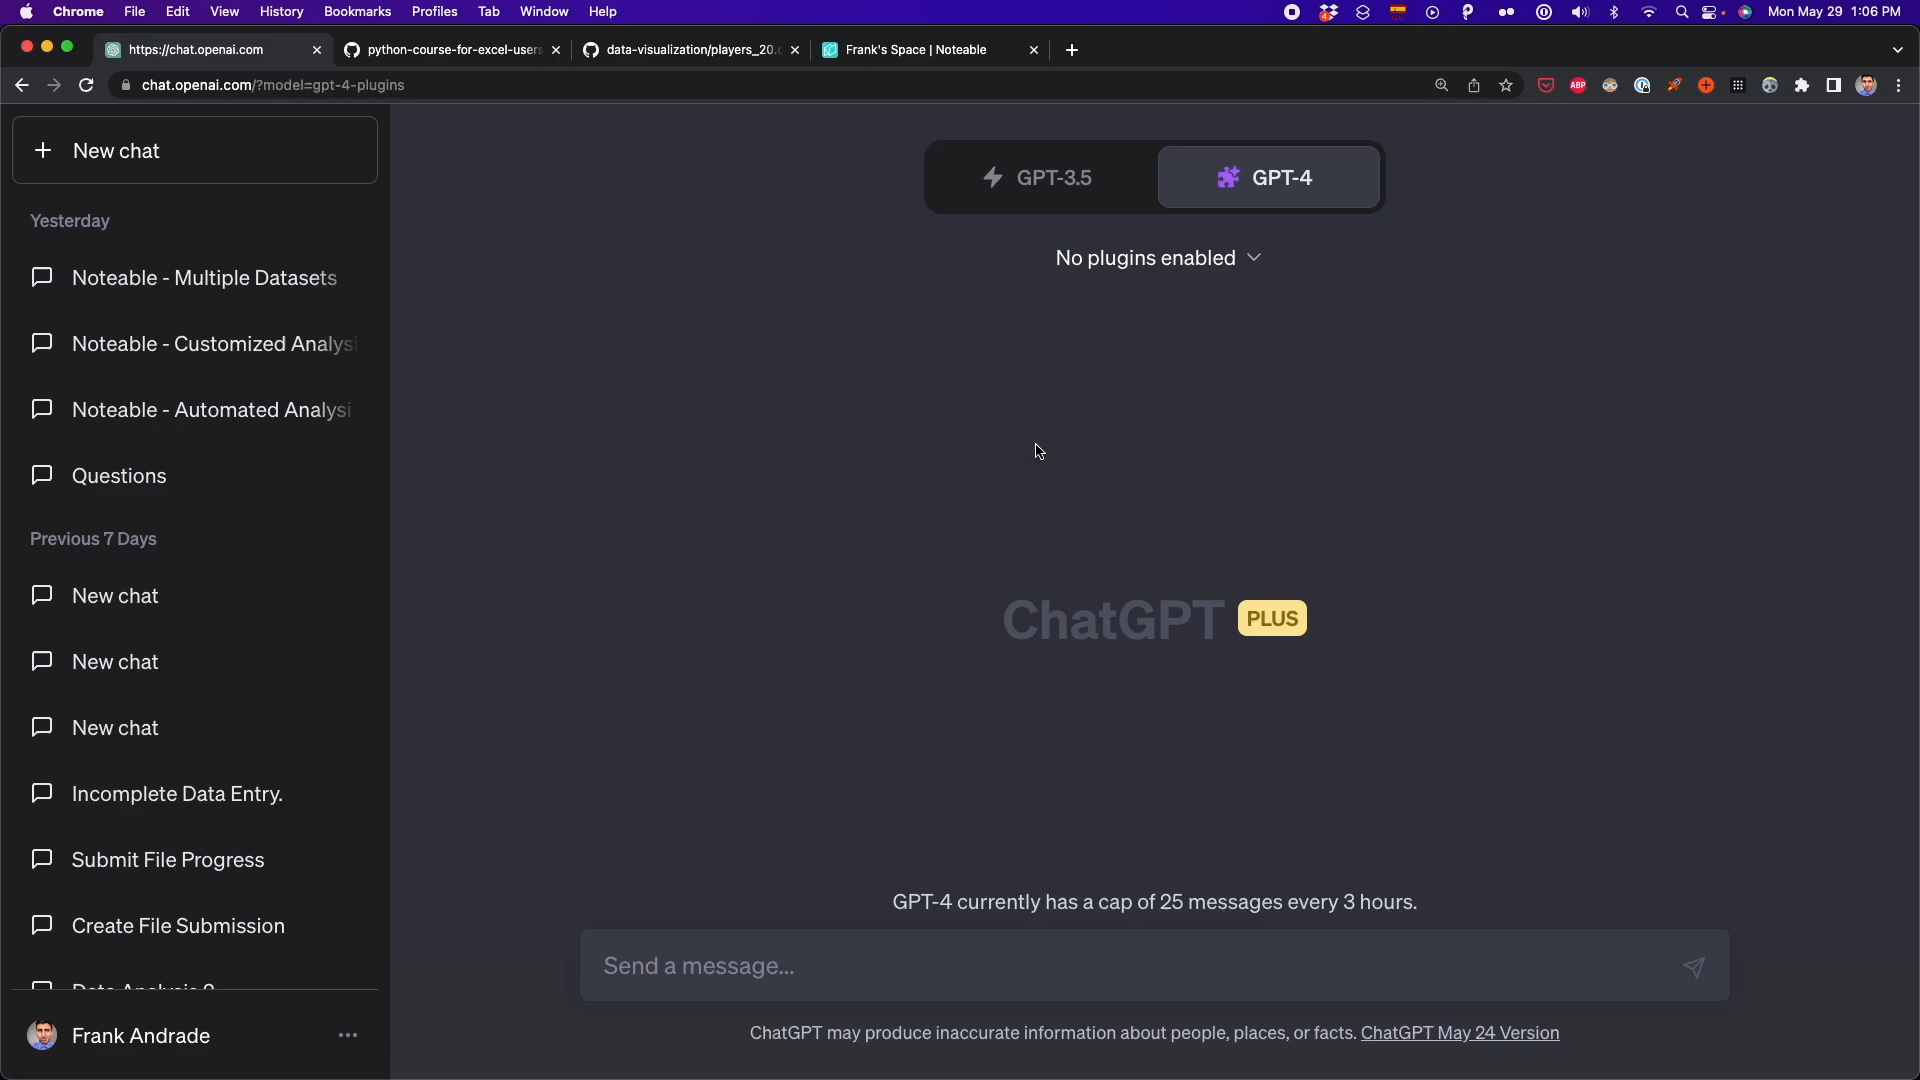 Chrome File Edit View History Bookmarks Profiles Tab Window Help
4
Mon May 29 1:06 PM
https://chat.openai.com
python-course-for-excel-users
data-visualization/players_20.
Frank's Space | Noteable
chat.openai.com/?model=gpt-4-plugins
ABP
New chat
Yesterday
Noteable - Multiple Datasets
Noteable - Customized Analysi
Noteable - Automated Analysi
Questions
Previous 7 Days
New chat
New chat
New chat
Incomplete Data Entry.
Submit File Progress
Create File Submission
Frank Andrade
GPT-3.5
GPT-4
No plugins enabled
ChatGPT PLUS
GPT-4 currently has a cap of 25 messages every 3 hours.
Send a message...
ChatGPT may produce inaccurate information about people, places, or facts. ChatGPT May 24 Version